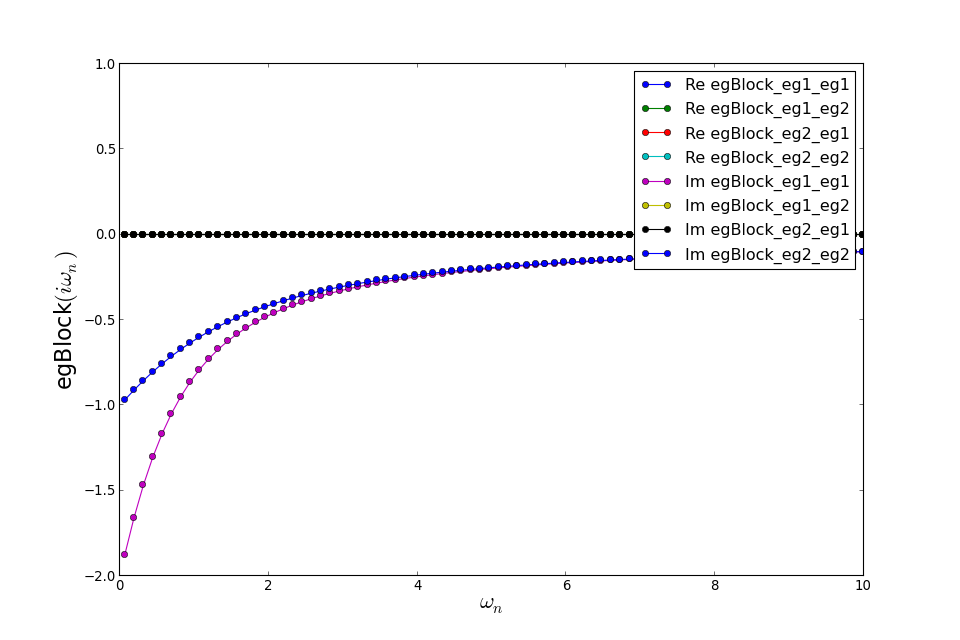 1.0
0.5
0.0
−0.5
−1.0
−1.5
−2.0
egBlock(iωₙ)
Re egBlock_eg1_eg1
Re egBlock_eg1_eg2
Re egBlock_eg2_eg1
Re egBlock_eg2_eg2
Im egBlock_eg1_eg1
Im egBlock_eg1_eg2
Im egBlock_eg2_eg1
Im egBlock_eg2_eg2
0 2 4 6 8 10
ωₙ